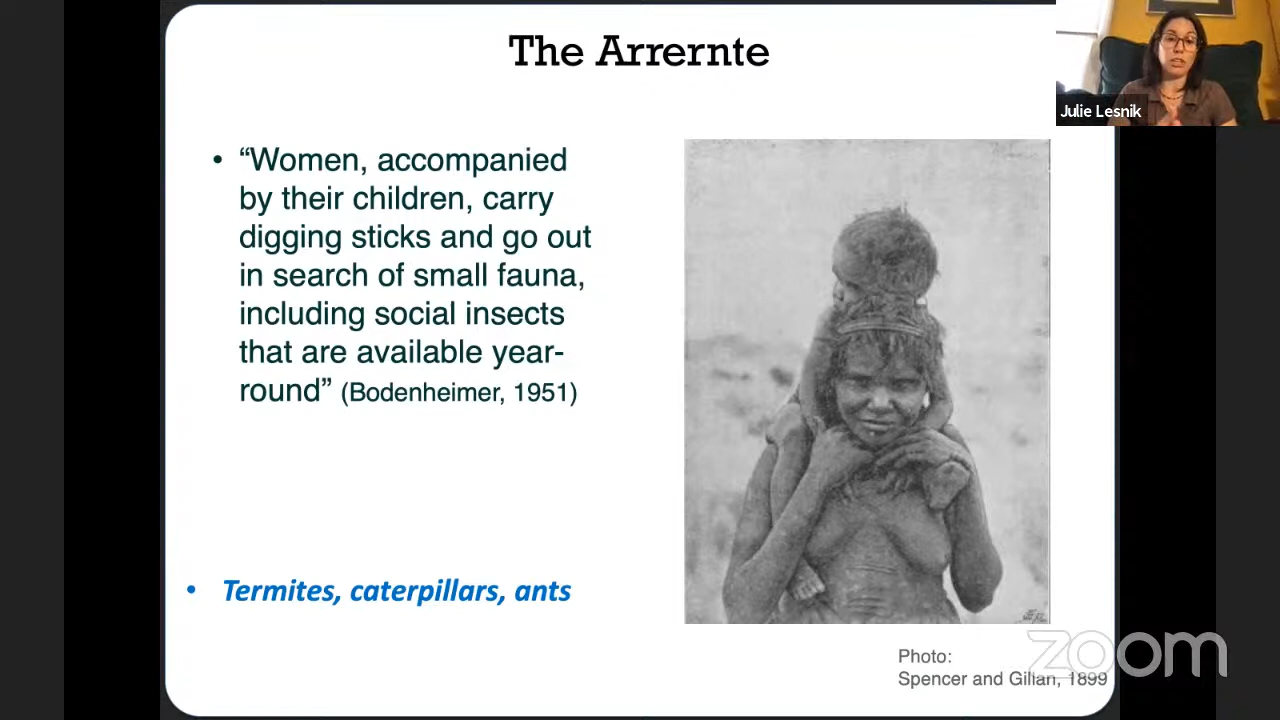 The Arrernte
Julie Lesnik
• “Women, accompanied
by their children, carry
digging sticks and go out
in search of small fauna,
including social insects
that are available year-
round” (Bodenheimer, 1951)
• Termites, caterpillars, ants
Photo:
Spencer and Gillan, 1899
zoom